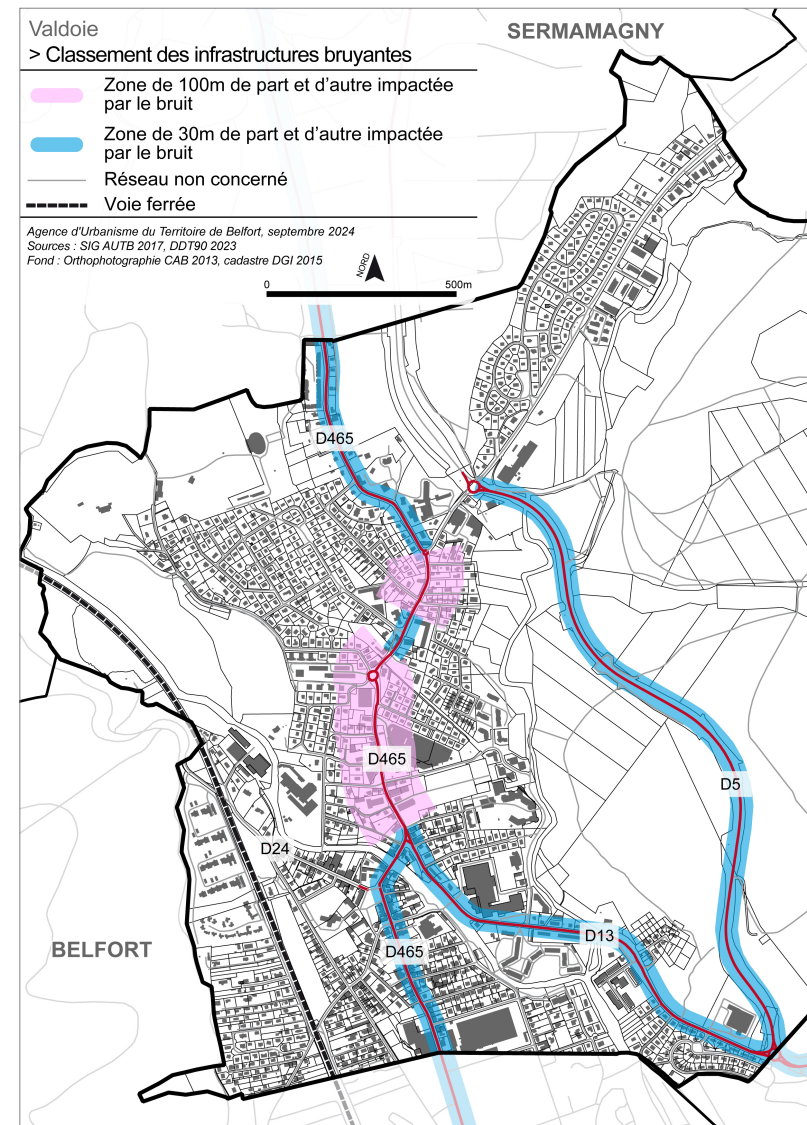 Valdoie
> Classement des infrastructures bruyantes
Zone de 100m de part et d'autre impactée
par le bruit
Zone de 30m de part et d'autre impactée
par le bruit
Réseau non concerné
Voie ferrée
Agence d'Urbanisme du Territoire de Belfort, septembre 2024
Sources : SIG AUTB 2017, DDT90 2023
Fond : Orthophotographie CAB 2013, cadastre DGI 2015
NORD
0 500m
SERMAMAGNY
D465
D465
D5
D24
D13
BELFORT
D465